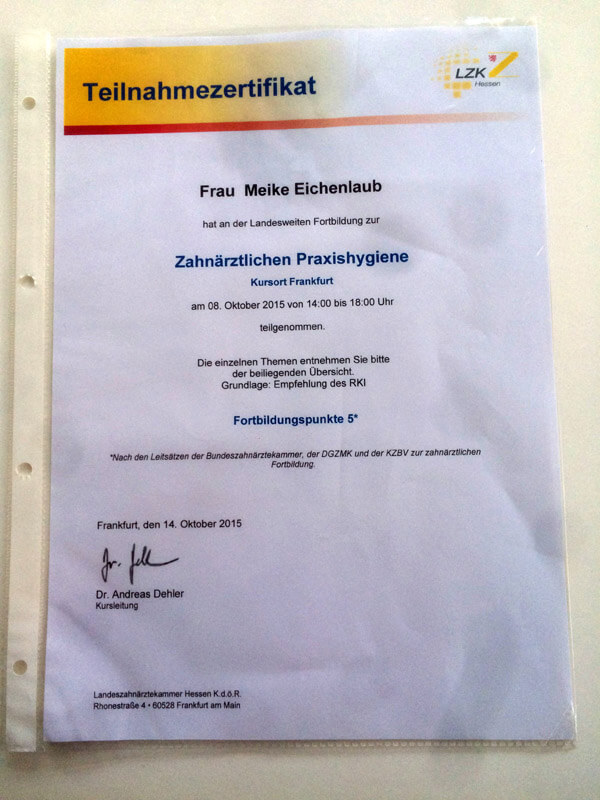 Teilnahmezertifikat
LZK
Hessen
Frau Meike Eichenlaub
hat an der Landesweiten Fortbildung zur
Zahnärztlichen Praxishygiene
Kursort Frankfurt
am 08. Oktober 2015 von 14:00 bis 18:00 Uhr
teilgenommen.
Die einzelnen Themen entnehmen Sie bitte
der beiliegenden Übersicht.
Grundlage: Empfehlung des RKI
Fortbildungspunkte 5*
*Nach den Leitsätzen der Bundeszahnärztekammer, der DGZMK und der KZBV zur zahnärztlichen
Fortbildung.
Frankfurt, den 14. Oktober 2015
Dr. Andreas Dehler
Kursleitung
Landeszahnärztekammer Hessen K.d.ö.R.
Rhonestraße 4 • 60528 Frankfurt am Main